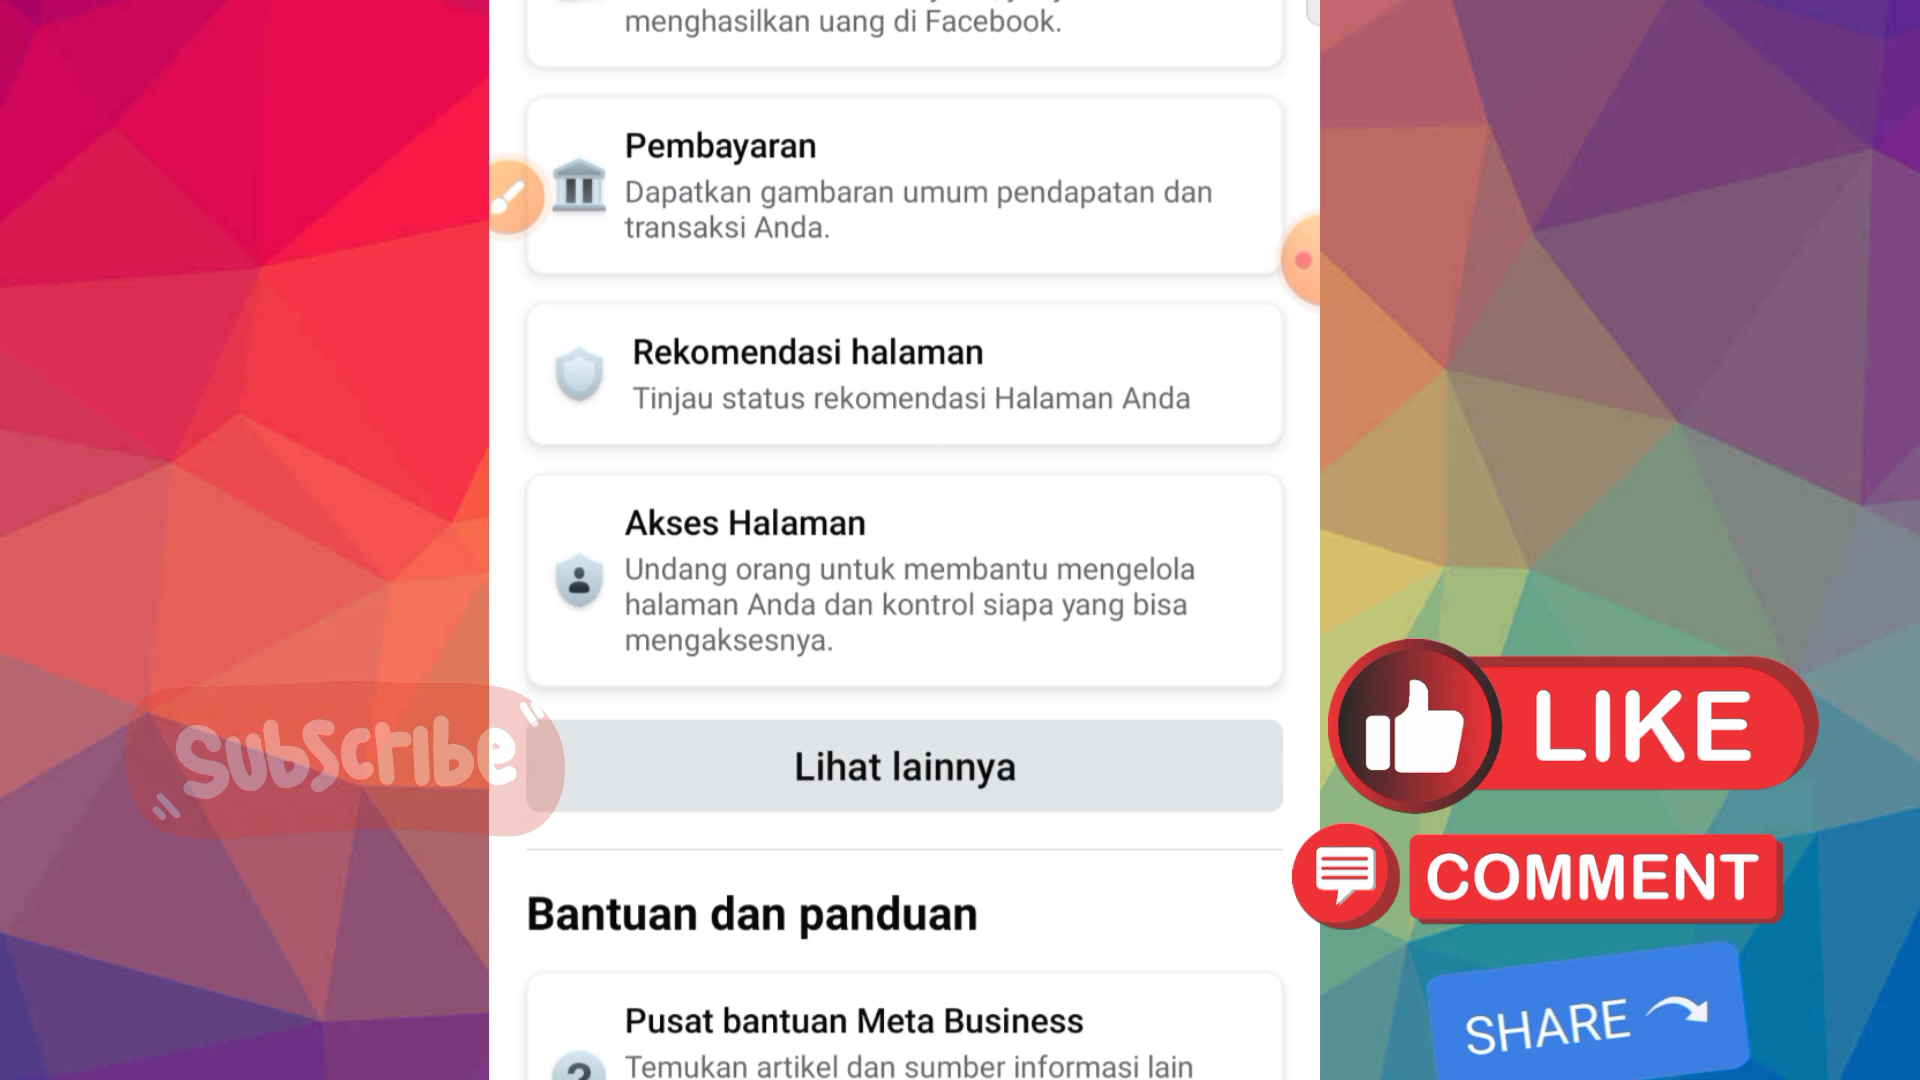 menghasilkan uang di Facebook.
Pembayaran
Dapatkan gambaran umum pendapatan dan
transaksi Anda.
Rekomendasi halaman
Tinjau status rekomendasi Halaman Anda
Akses Halaman
Undang orang untuk membantu mengelola
halaman Anda dan kontrol siapa yang bisa
mengaksesnya.
Subscribe
Lihat lainnya
LIKE
COMMENT
Bantuan dan panduan
SHARE
Pusat bantuan Meta Business
Temukan artikel dan sumber informasi lain